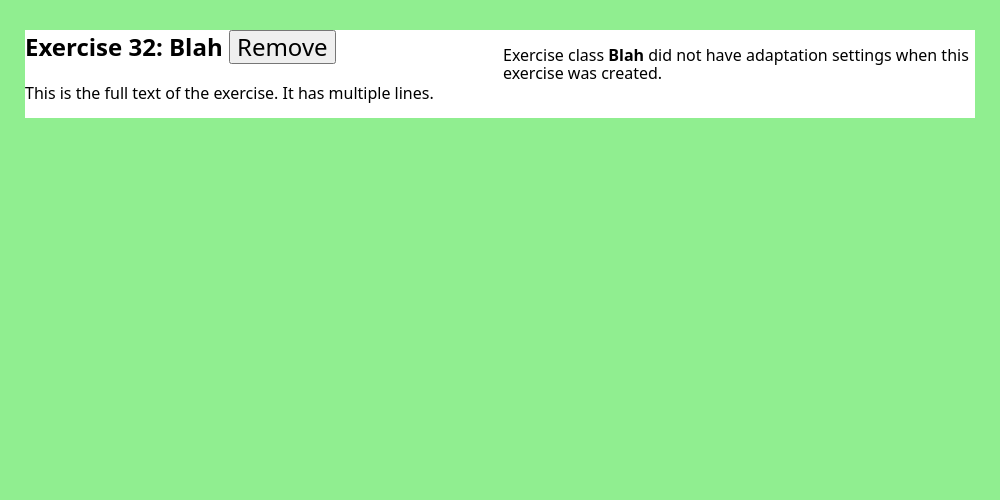 Exercise 32: Blah Remove
This is the full text of the exercise. It has multiple lines.
Exercise class Blah did not have adaptation settings when this
exercise was created.